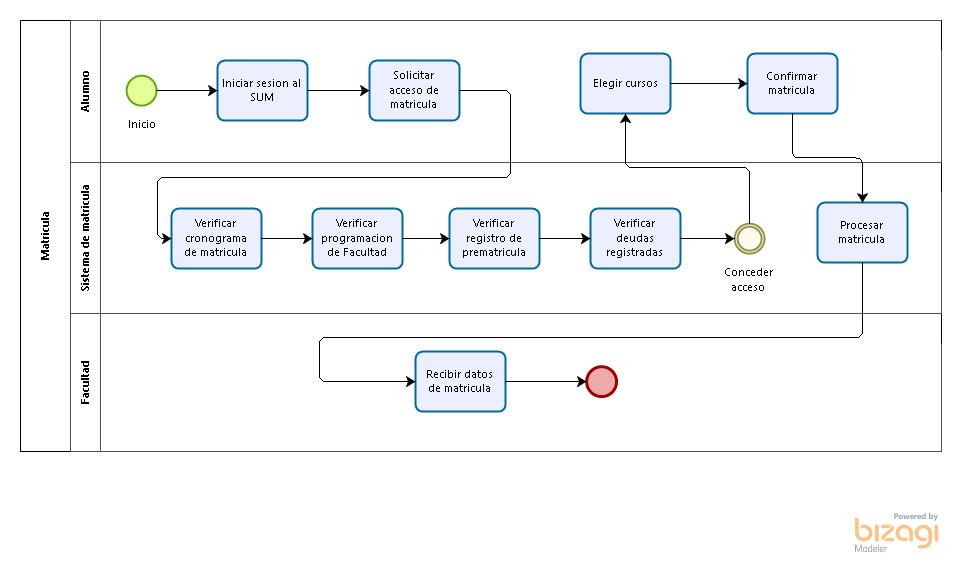 Matricula
Alumno
Inicio
Iniciar sesion al
SUM
Solicitar
acceso de
matricula
Elegir cursos
Confirmar
matricula
Sistema de matrícula
Verificar
cronograma
de matricula
Verificar
programacion
de Facultad
Verificar
registro de
prematricula
Verificar
deudas
registradas
Conceder
acceso
Procesar
matricula
Facultad
Recibir datos
de matricula
Powered by
bizagi
Modeler